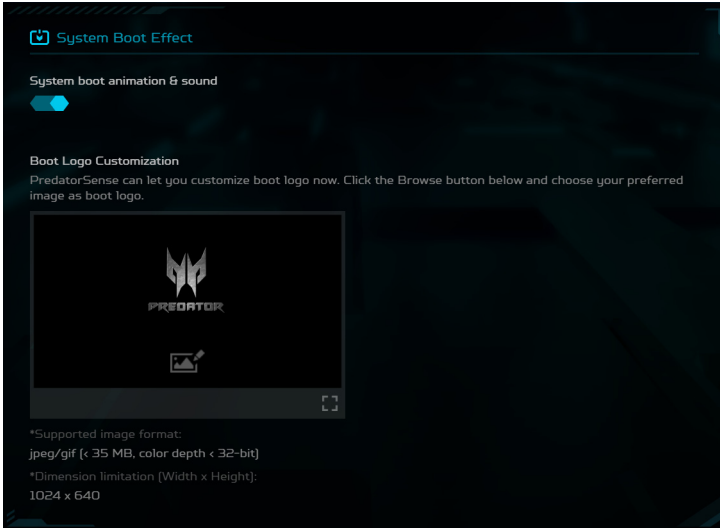 System Boot Effect
System boot animation & sound
Boot Logo Customization
PredatorSense can let you customize boot logo now. Click the Browse button below and choose your preferred
image as boot logo.
PREDATOR
*Supported image format:
jpeg/gif (< 35 MB, color depth < 32-bit)
*Dimension limitation (Width x Height):
1024 x 640